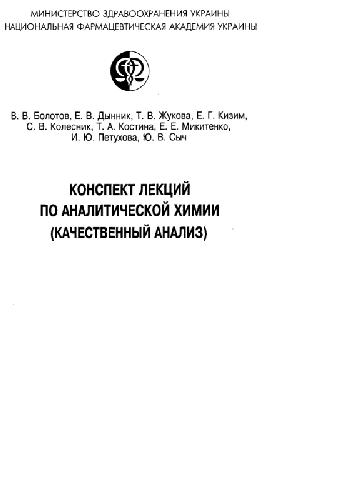 МИНИСТЕРСТВО ЗДРАВООХРАНЕНИЯ УКРАИНЫ
НАЦИОНАЛЬНАЯ ФАРМАЦЕВТИЧЕСКАЯ АКАДЕМИЯ УКРАИНЫ
В. В. Болотов, Е. В. Дынник, Т. В. Жукова, Е. Г. Кизим,
С. В. Колесник, Т. А. Костина, Е. Е. Микитенко,
И. Ю. Петухова, Ю. В. Сыч
КОНСПЕКТ ЛЕКЦИЙ
ПО АНАЛИТИЧЕСКОЙ ХИМИИ
(КАЧЕСТВЕННЫЙ АНАЛИЗ)